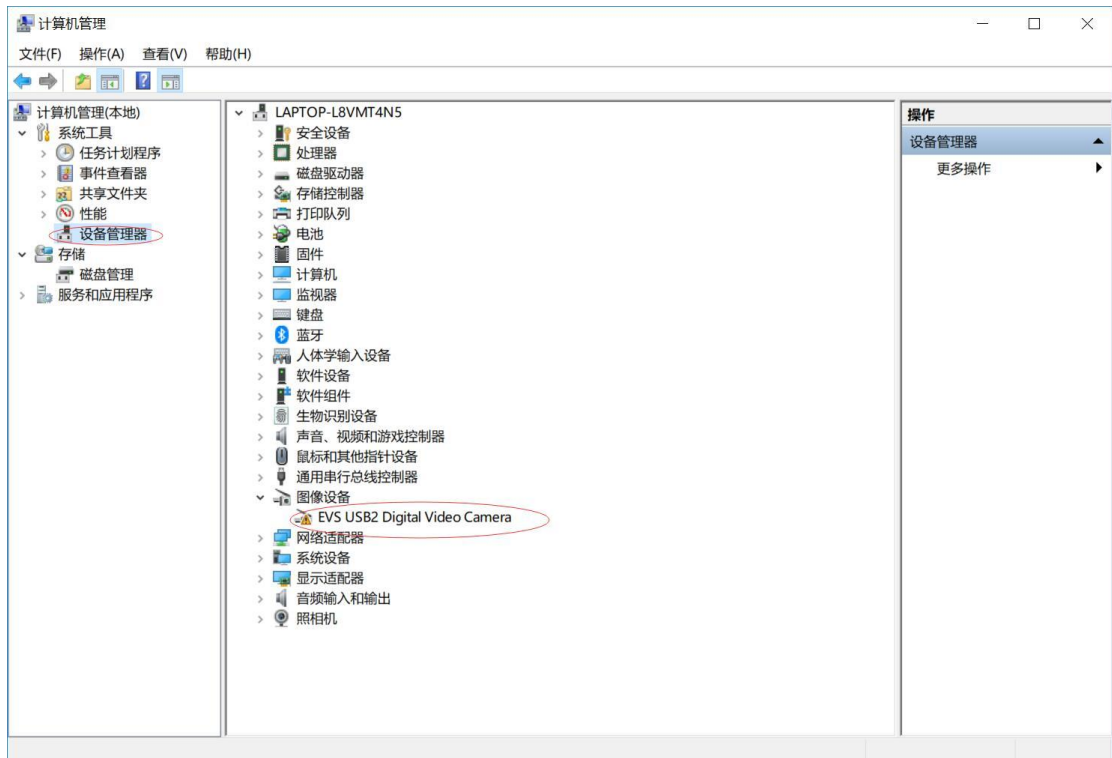 计算机管理
文件(F) 操作(A) 查看(V) 帮助(H)
计算机管理(本地)
系统工具
任务计划程序
事件查看器
共享文件夹
性能
设备管理器
存储
磁盘管理
服务和应用程序
LAPTOP-L8VMT4N5
安全设备
处理器
磁盘驱动器
存储控制器
打印队列
电池
固件
计算机
监视器
键盘
蓝牙
人体学输入设备
软件设备
软件组件
生物识别设备
声音、视频和游戏控制器
鼠标和其他指针设备
通用串行总线控制器
图像设备
EVS USB2 Digital Video Camera
网络适配器
系统设备
显示适配器
音频输入和输出
照相机
操作
设备管理器
更多操作